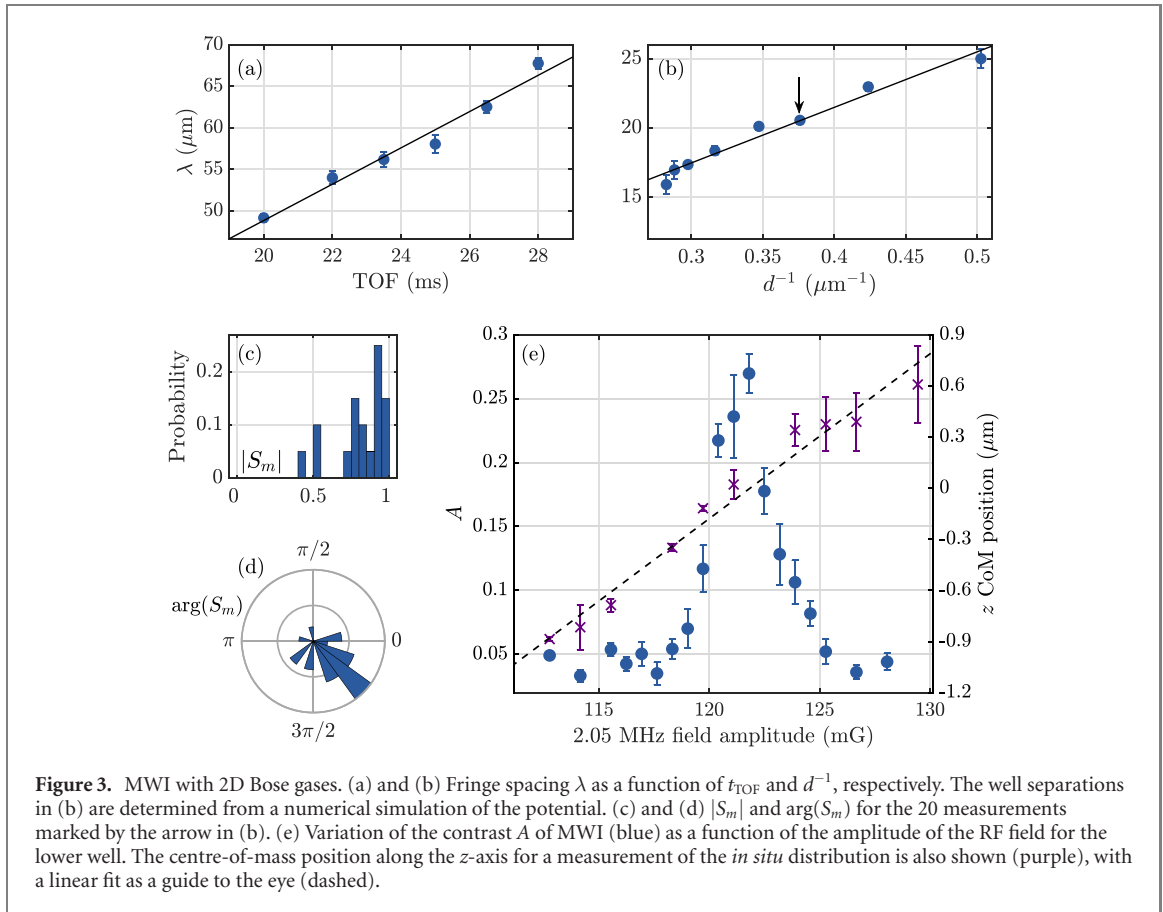 (a)
70
65
60
55
50
λ (μm)
20 22 24 26 28
TOF (ms)
(b)
25
20
15
0.3 0.35 0.4 0.45 0.5
d⁻¹ (μm⁻¹)
(c)
0.2
0.1
0
Probability
|Sₘ|
0 0.5 1
(d)
π/2
arg(Sₘ)
π
0
3π/2
(e)
0.3
0.25
0.2
0.15
0.1
0.05
A
0.9
0.6
0.3
0
-0.3
-0.6
-0.9
-1.2
z CoM position (μm)
115 120 125 130
2.05 MHz field amplitude (mG)
Figure 3. MWI with 2D Bose gases. (a) and (b) Fringe spacing λ as a function of t_TOF and d⁻¹, respectively. The well separations
in (b) are determined from a numerical simulation of the potential. (c) and (d) |Sₘ| and arg(Sₘ) for the 20 measurements
marked by the arrow in (b). (e) Variation of the contrast A of MWI (blue) as a function of the amplitude of the RF field for the
lower well. The centre-of-mass position along the z-axis for a measurement of the in situ distribution is also shown (purple), with
a linear fit as a guide to the eye (dashed).